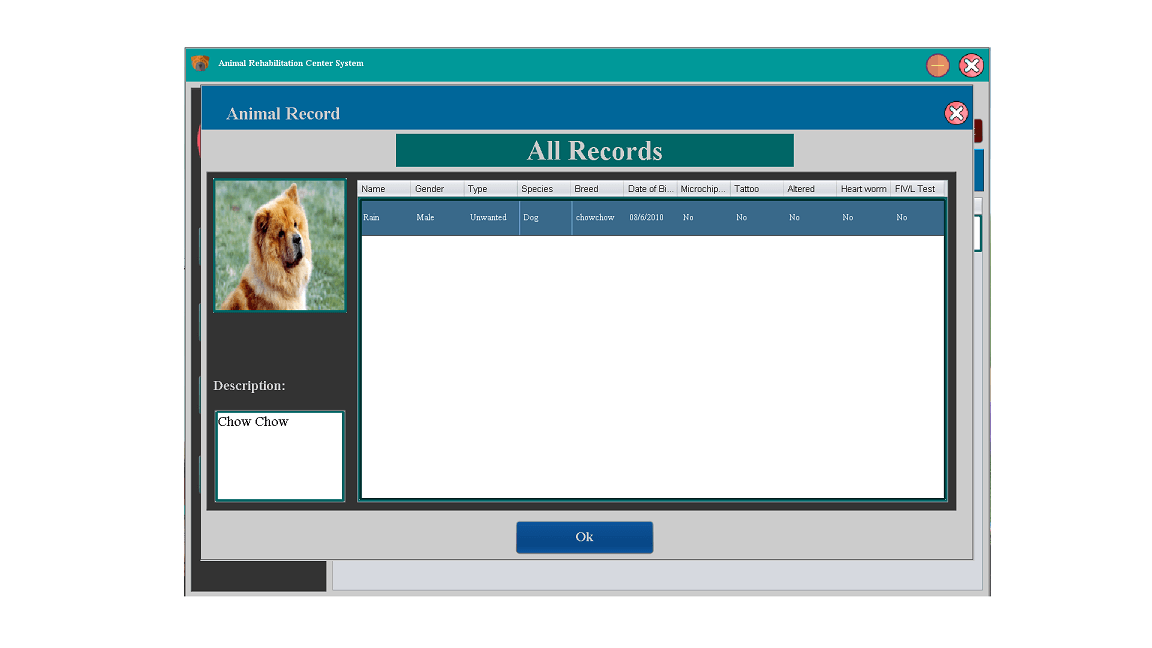 Animal Rehabilitation Center System
Animal Record
All Records
Name Gender Type Species Breed Date of Bi... Microchip... Tattoo Altered Heart worm FIV/L Test
Rain Male Unwanted Dog chowchow 08/6/2010 No No No No No
Description:
Chow Chow
Ok